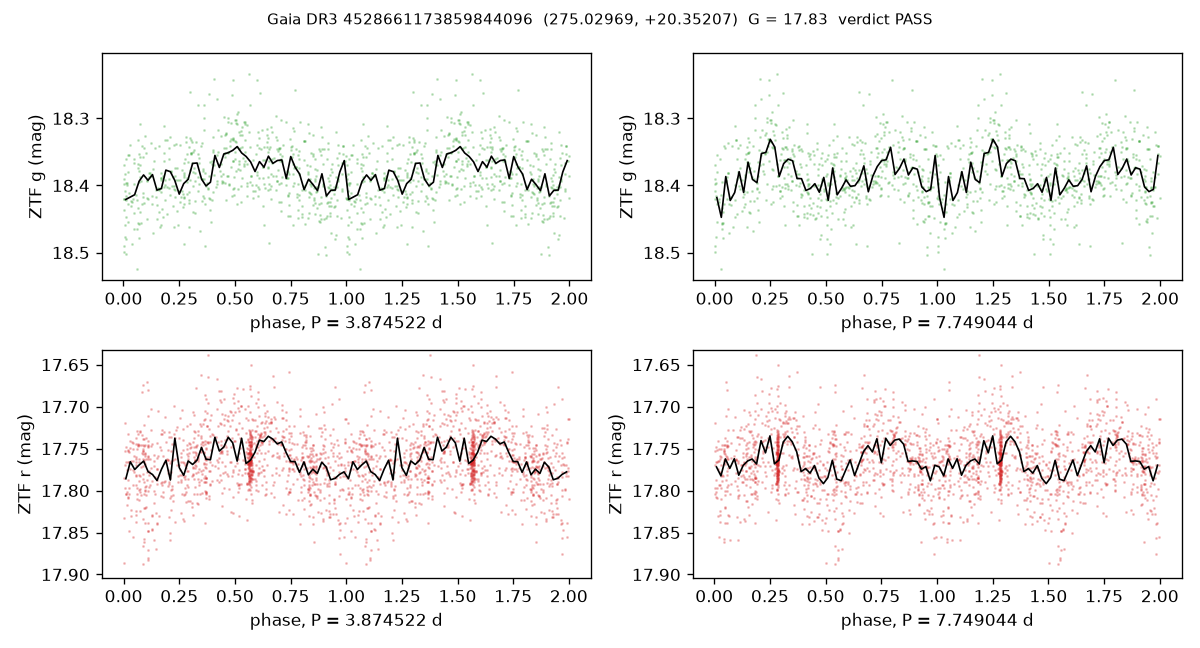 Gaia DR3 4528661173859844096  (275.02969, +20.35207)  G = 17.83  verdict PASS
ZTF g (mag)
18.3
18.4
18.5
0.00 0.25 0.50 0.75 1.00 1.25 1.50 1.75 2.00
phase, P = 3.874522 d
ZTF g (mag)
18.3
18.4
18.5
0.00 0.25 0.50 0.75 1.00 1.25 1.50 1.75 2.00
phase, P = 7.749044 d
ZTF r (mag)
17.65
17.70
17.75
17.80
17.85
17.90
0.00 0.25 0.50 0.75 1.00 1.25 1.50 1.75 2.00
phase, P = 3.874522 d
ZTF r (mag)
17.65
17.70
17.75
17.80
17.85
17.90
0.00 0.25 0.50 0.75 1.00 1.25 1.50 1.75 2.00
phase, P = 7.749044 d